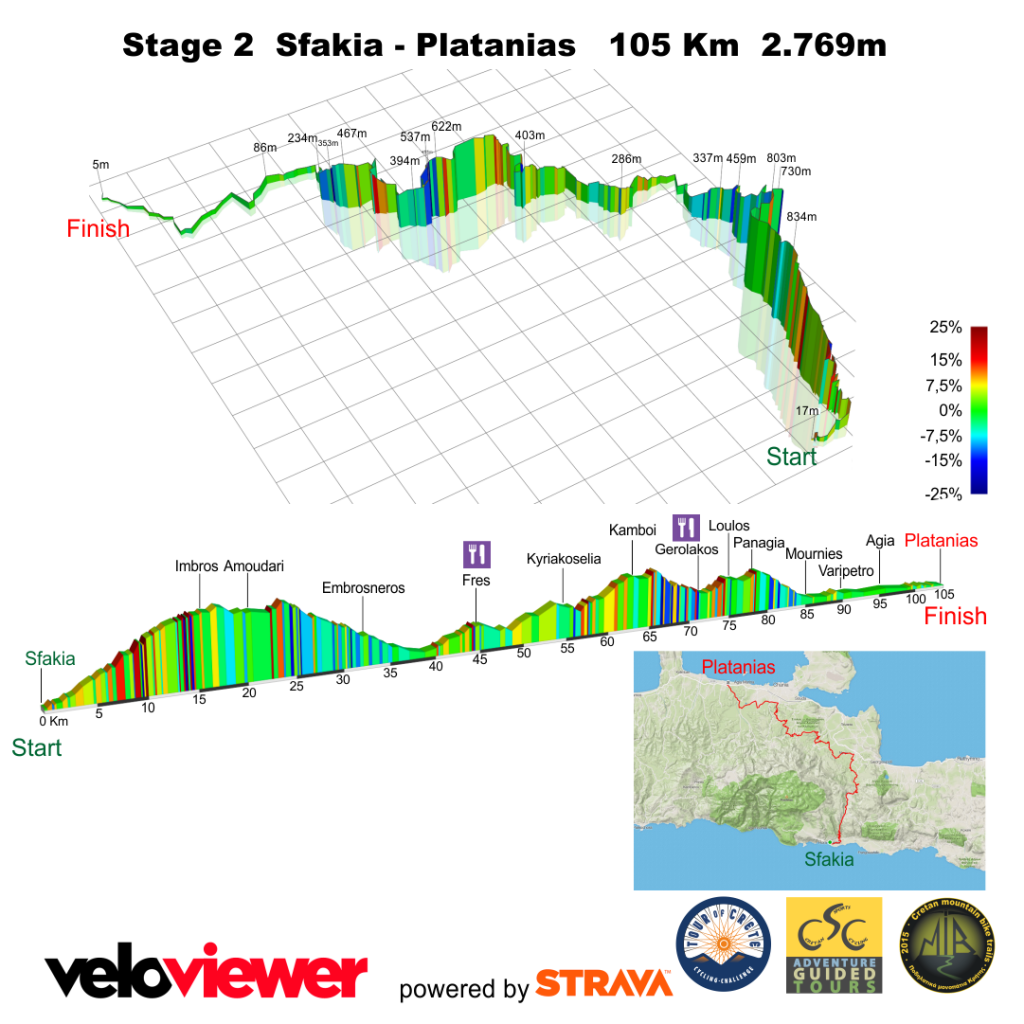 Stage 2 Sfakia - Platanias 105 Km 2.769m
5m
86m
234m
353m
467m
394m
537m
622m
403m
286m
337m
459m
803m
730m
834m
17m
Finish
Start
25%
15%
7,5%
0%
-7,5%
-15%
-25%
Sfakia
Imbros
Amoudari
Embrosneros
Fres
Kyriakoselia
Kamboi
Gerolakos
Loulos
Panagia
Mournies
Varipetro
Agia
Platanias
0 Km
5
10
15
20
25
30
35
40
45
50
55
60
65
70
75
80
85
90
95
100
105
Start
Finish
Platanias
Sfakia
veloviewer
powered by STRAVA™
TOUR OF CRETE
CYCLING-CHALLENGE
CSC
ADVENTURE
GUIDED
TOURS
2015 - Cretan mountain bike trails
MTB